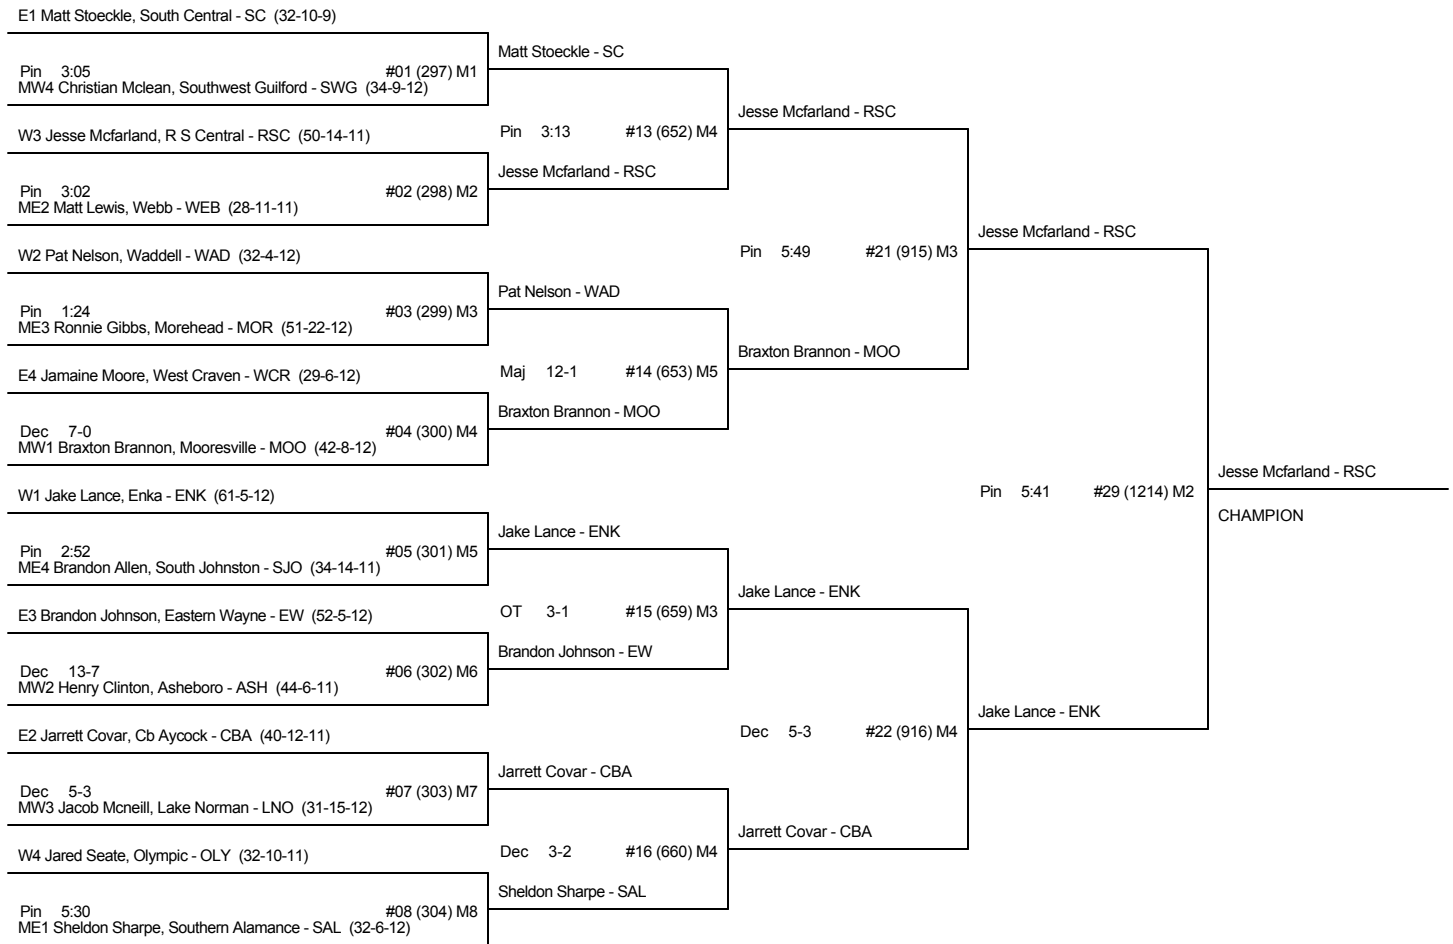 E1 Matt Stoeckle, South Central - SC (32-10-9)
Matt Stoeckle - SC
Pin 3:05 #01 (297) M1
MW4 Christian Mclean, Southwest Guilford - SWG (34-9-12)
Jesse Mcfarland - RSC
W3 Jesse Mcfarland, R S Central - RSC (50-14-11)
Pin 3:13 #13 (652) M4
Jesse Mcfarland - RSC
Pin 3:02 #02 (298) M2
ME2 Matt Lewis, Webb - WEB (28-11-11)
Jesse Mcfarland - RSC
W2 Pat Nelson, Waddell - WAD (32-4-12)
Pin 5:49 #21 (915) M3
Pat Nelson - WAD
Pin 1:24 #03 (299) M3
ME3 Ronnie Gibbs, Morehead - MOR (51-22-12)
Braxton Brannon - MOO
E4 Jamaine Moore, West Craven - WCR (29-6-12)
Maj 12-1 #14 (653) M5
Braxton Brannon - MOO
Dec 7-0 #04 (300) M4
MW1 Braxton Brannon, Mooresville - MOO (42-8-12)
Jesse Mcfarland - RSC
W1 Jake Lance, Enka - ENK (61-5-12)
Pin 5:41 #29 (1214) M2
CHAMPION
Jake Lance - ENK
Pin 2:52 #05 (301) M5
ME4 Brandon Allen, South Johnston - SJO (34-14-11)
Jake Lance - ENK
E3 Brandon Johnson, Eastern Wayne - EW (52-5-12)
OT 3-1 #15 (659) M3
Brandon Johnson - EW
Dec 13-7 #06 (302) M6
MW2 Henry Clinton, Asheboro - ASH (44-6-11)
Jake Lance - ENK
E2 Jarrett Covar, Cb Aycock - CBA (40-12-11)
Dec 5-3 #22 (916) M4
Jarrett Covar - CBA
Dec 5-3 #07 (303) M7
MW3 Jacob Mcneill, Lake Norman - LNO (31-15-12)
Jarrett Covar - CBA
W4 Jared Seate, Olympic - OLY (32-10-11)
Dec 3-2 #16 (660) M4
Sheldon Sharpe - SAL
Pin 5:30 #08 (304) M8
ME1 Sheldon Sharpe, Southern Alamance - SAL (32-6-12)